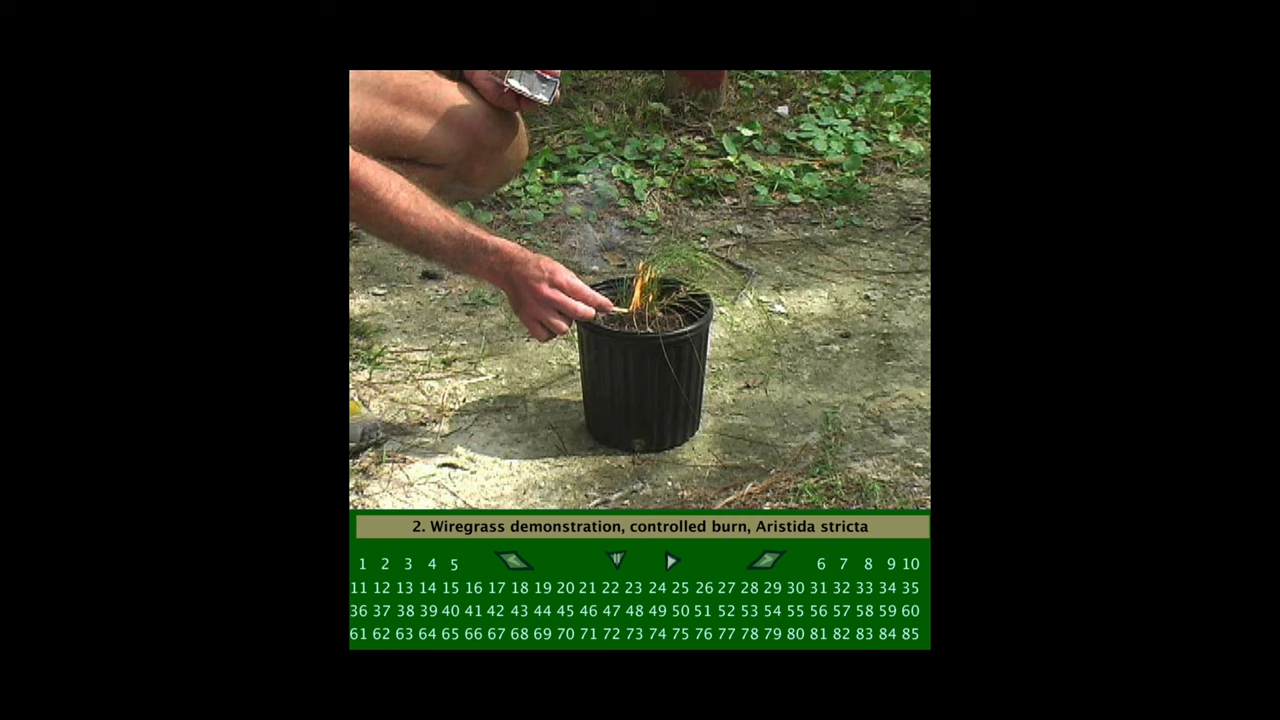 2. Wiregrass demonstration, controlled burn, Aristida stricta
1 2 3 4 5 6 7 8 9 10
11 12 13 14 15 16 17 18 19 20 21 22 23 24 25 26 27 28 29 30 31 32 33 34 35
36 37 38 39 40 41 42 43 44 45 46 47 48 49 50 51 52 53 54 55 56 57 58 59 60
61 62 63 64 65 66 67 68 69 70 71 72 73 74 75 76 77 78 79 80 81 82 83 84 85